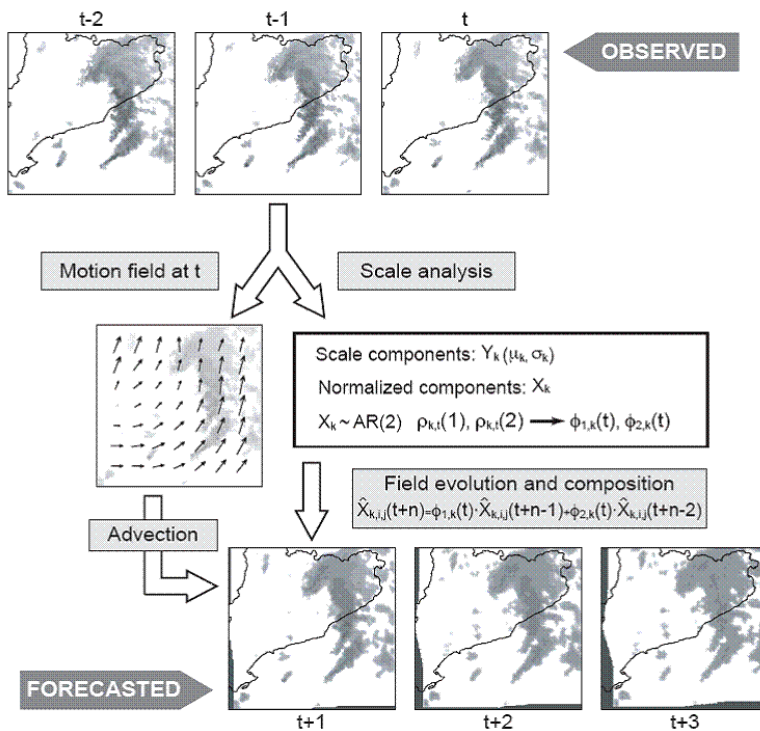 t-2 t-1 t
OBSERVED
Motion field at t
Scale analysis
Scale components: Yₖ(μₖ, σₖ)
Normalized components: Xₖ
Xₖ ~ AR(2) ρₖ,ₜ(1), ρₖ,ₜ(2) → ϕ₁,ₖ(t), ϕ₂,ₖ(t)
Field evolution and composition
X̂ₖ,ᵢ,ⱼ(t+n)=ϕ₁,ₖ(t)·X̂ₖ,ᵢ,ⱼ(t+n-1)+ϕ₂,ₖ(t)·X̂ₖ,ᵢ,ⱼ(t+n-2)
Advection
FORECASTED
t+1 t+2 t+3